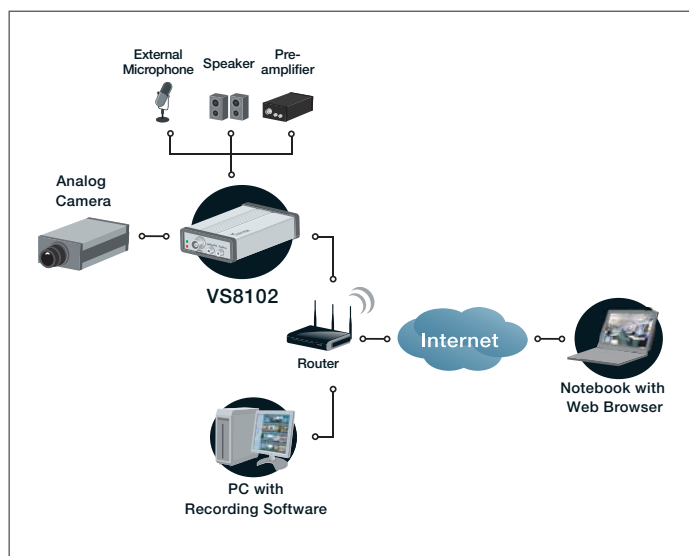 External
Microphone
Speaker
Pre-
amplifier
Analog
Camera
VS8102
Router
Internet
Notebook with
Web Browser
PC with
Recording Software